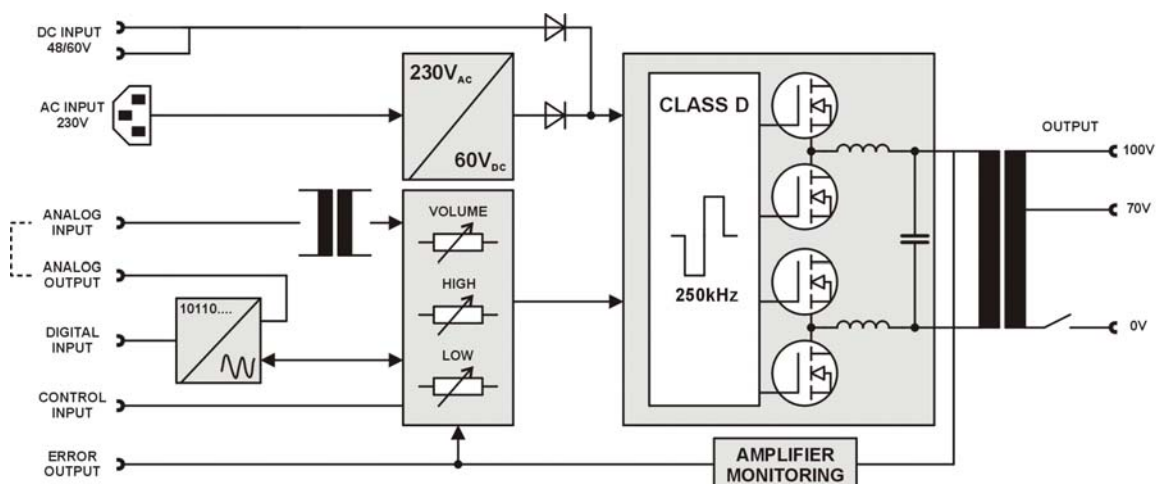 DC INPUT
48/60V
AC INPUT
230V
230VAC
60VDC
ANALOG
INPUT
ANALOG
OUTPUT
DIGITAL
INPUT
10110....
CONTROL
INPUT
ERROR
OUTPUT
VOLUME
HIGH
LOW
CLASS D
250kHz
AMPLIFIER
MONITORING
OUTPUT
100V
70V
0V